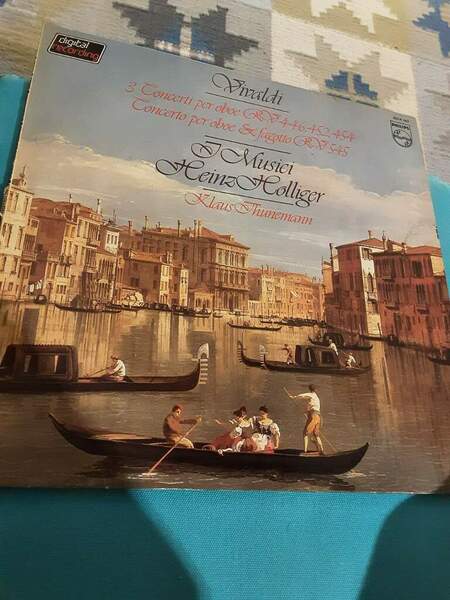 digital
recording
Vivaldi
3 Concerti per oboe RV 446, 452, 454
Concerto per oboe & fagotto RV 545
I Musici
Heinz Holliger
Klaus Thunemann
PHILIPS